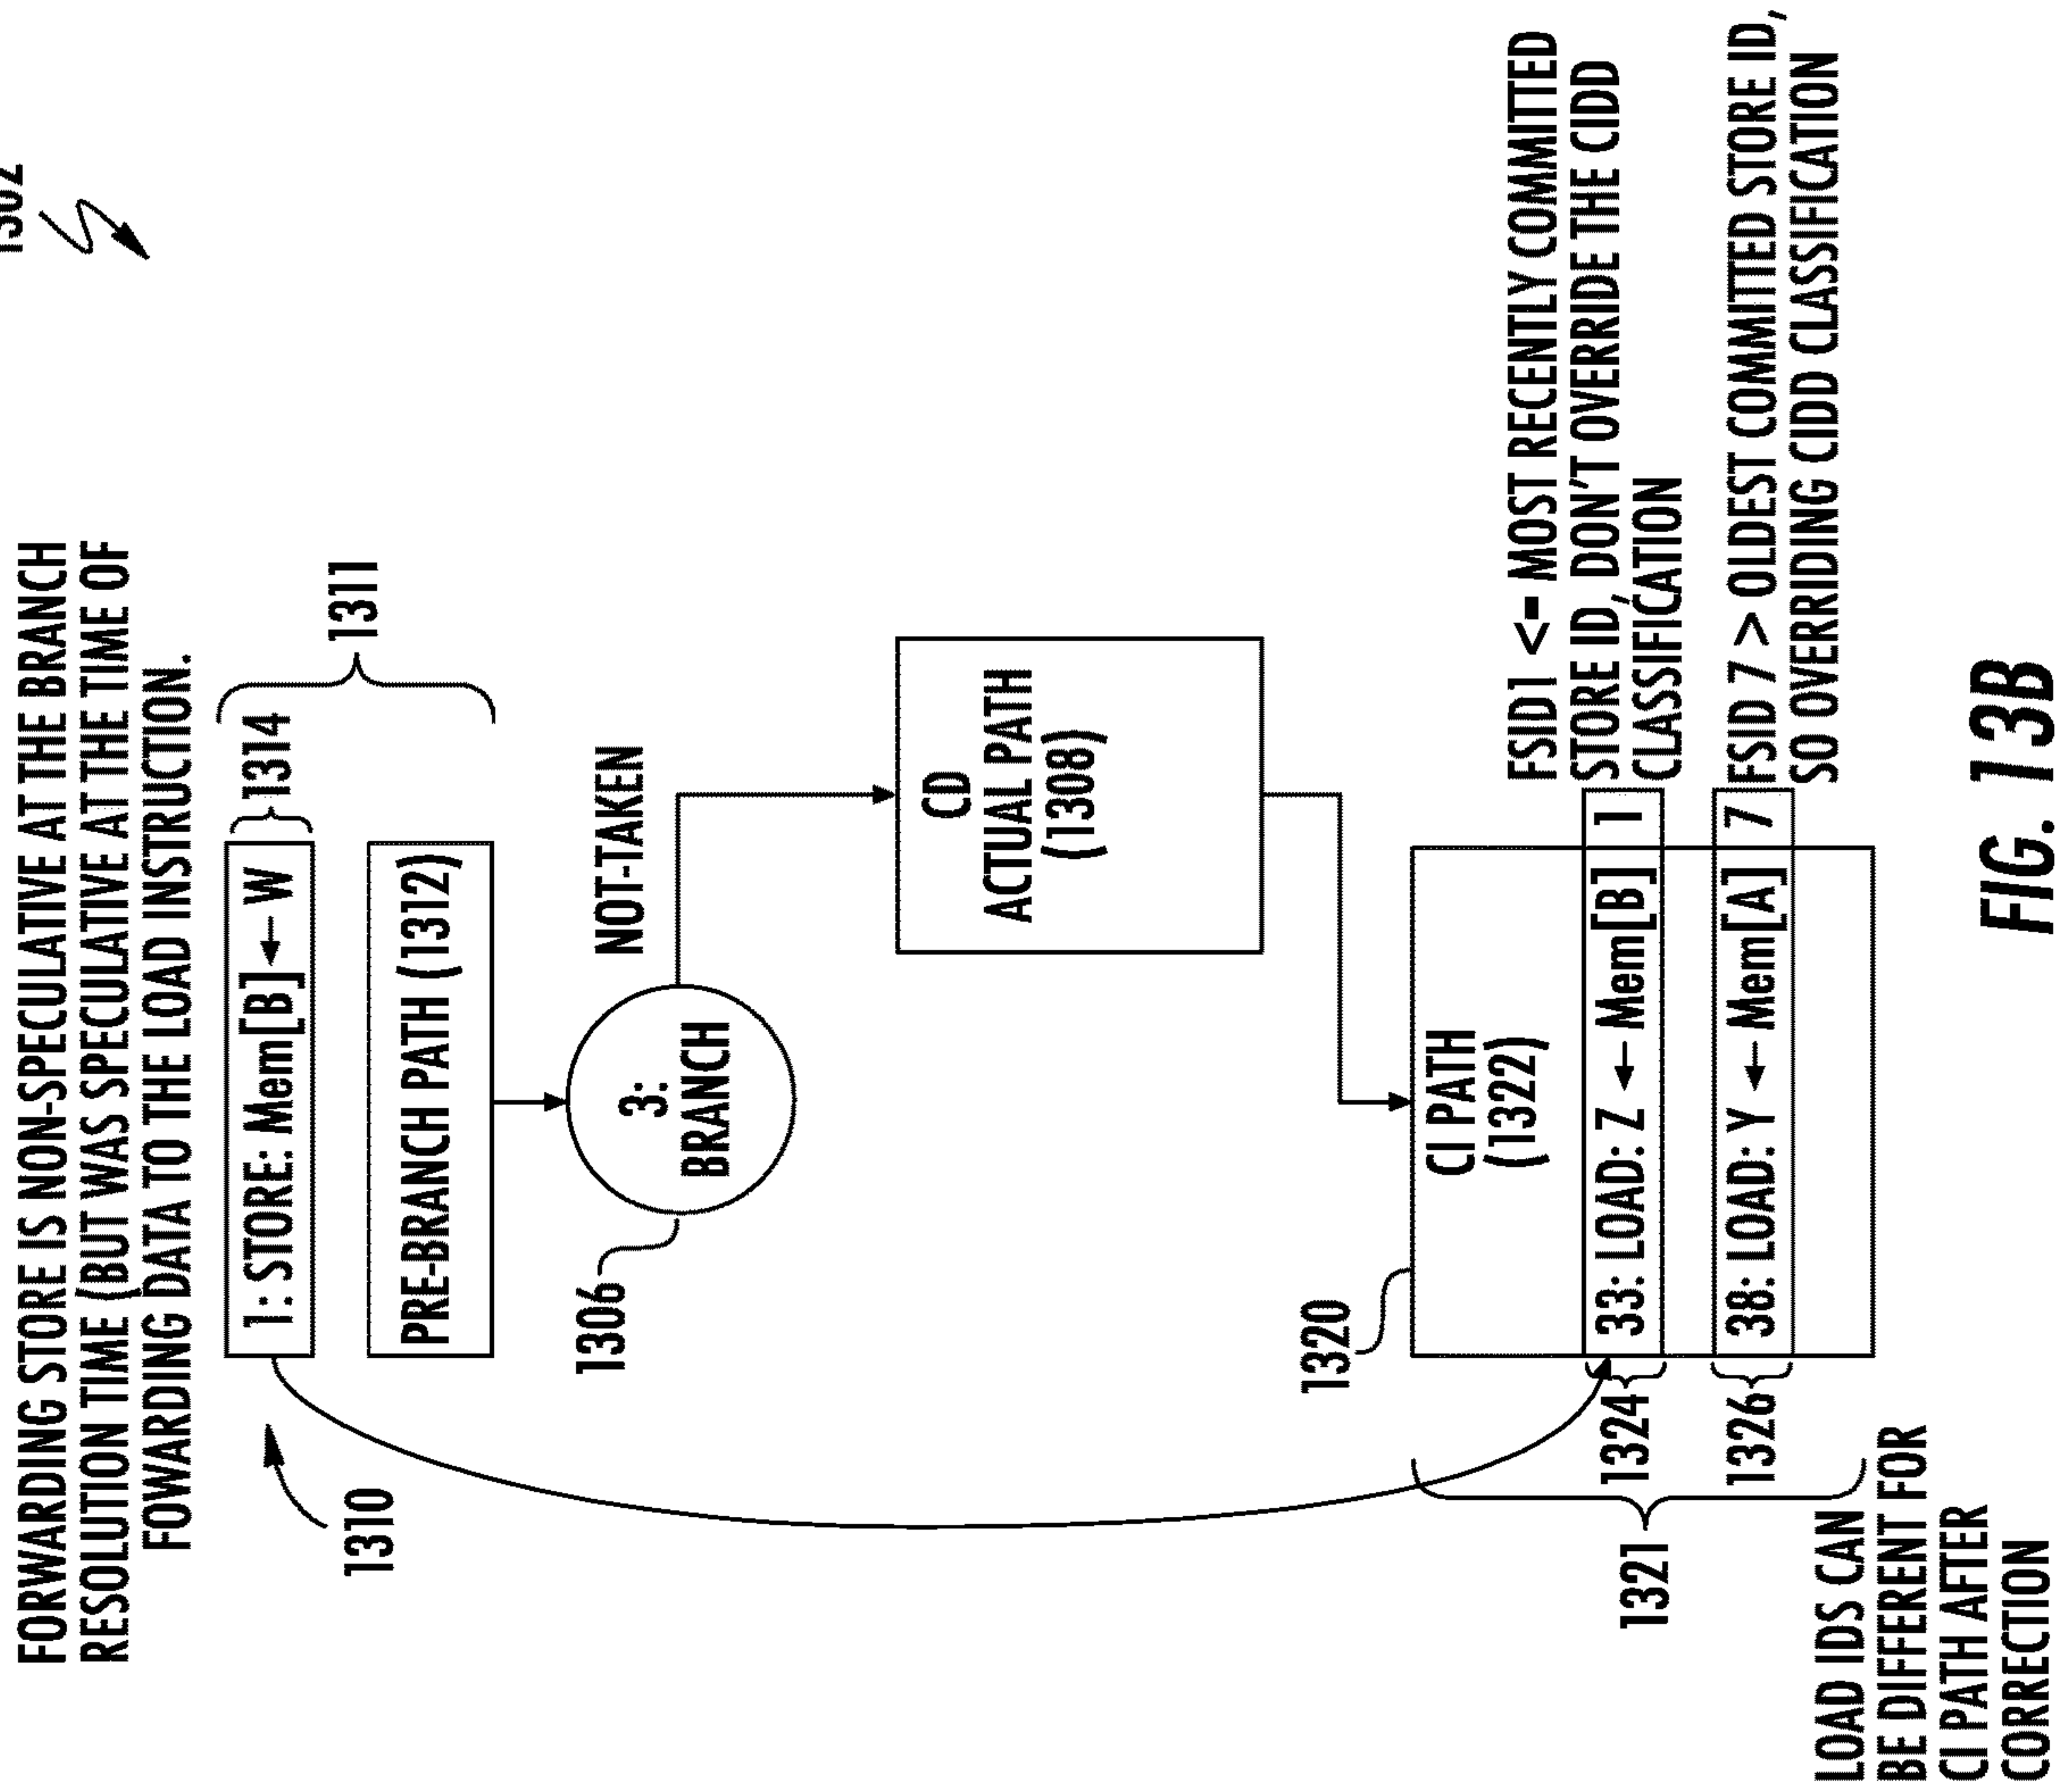 1302
FORWARDING STORE IS NON-SPECULATIVE AT THE BRANCH
RESOLUTION TIME (BUT WAS SPECULATIVE AT THE TIME OF
FOWARDING DATA TO THE LOAD INSTRUCTION.
1310
1: STORE: Mem[B] ← W
1314
1311
PRE-BRANCH PATH (1312)
1306
3:
BRANCH
NOT-TAKEN
CD
ACTUAL PATH
(1308)
1320
CI PATH
(1322)
1321
1324
33: LOAD: Z ← Mem[B] 1
FSID1 <= MOST RECENTLY COMMITTED
STORE ID, DON'T OVERRIDE THE CIDD
CLASSIFICATION
1326
38: LOAD: Y ← Mem[A] 7
FSID 7 > OLDEST COMMITTED STORE ID,
SO OVERRIDING CIDD CLASSIFICATION
LOAD IDS CAN
BE DIFFERENT FOR
CI PATH AFTER
CORRECTION
FIG. 13B